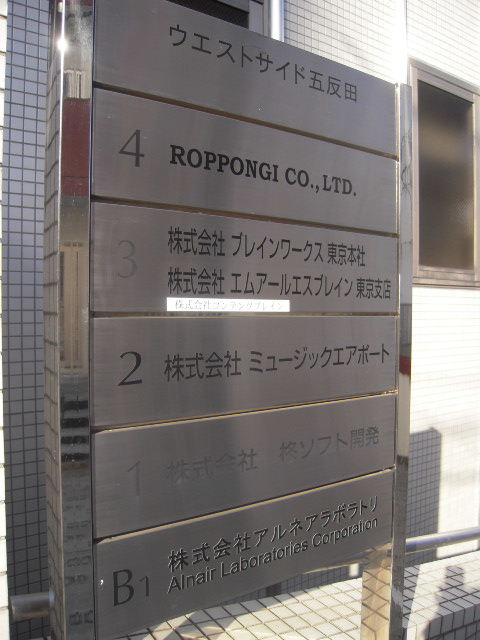 ウエストサイド五反田
4 ROPPONGI CO., LTD.
3 株式会社 ブレインワークス 東京本社
株式会社 エムアールエスブレイン 東京支店
株式会社コンテンツブレイン
2 株式会社 ミュージックエアポート
1 株式会社 柊ソフト開発
B1 株式会社アルネアラボラトリ
Alnair Laboratories Corporation